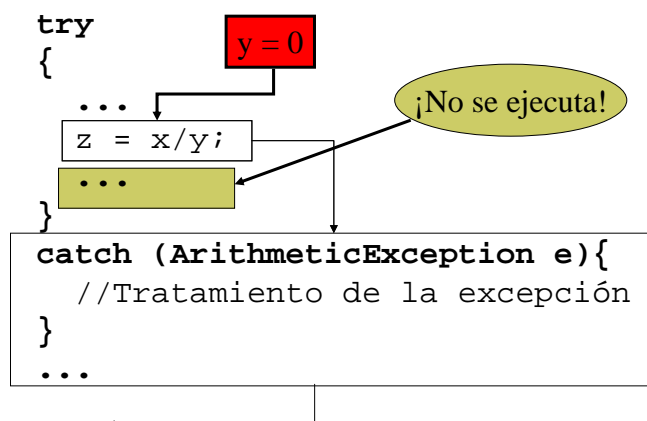 try
y = 0
{
...
¡No se ejecuta!
z = x/y;
...
}
catch (ArithmeticException e){
//Tratamiento de la excepción
}
...